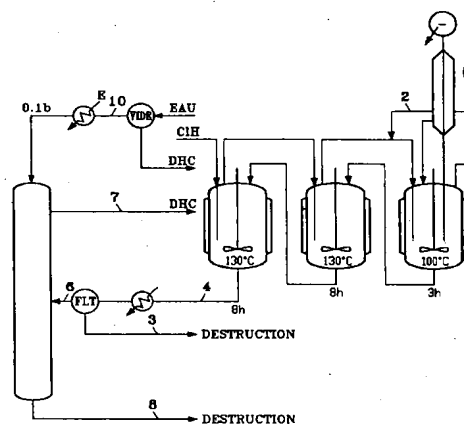 2
0.1b
E
10
VIDE
EAU
ClH
DHC
7
DHC
130°C
130°C
100°C
6
FLT
4
8h
8h
3h
3
DESTRUCTION
8
DESTRUCTION